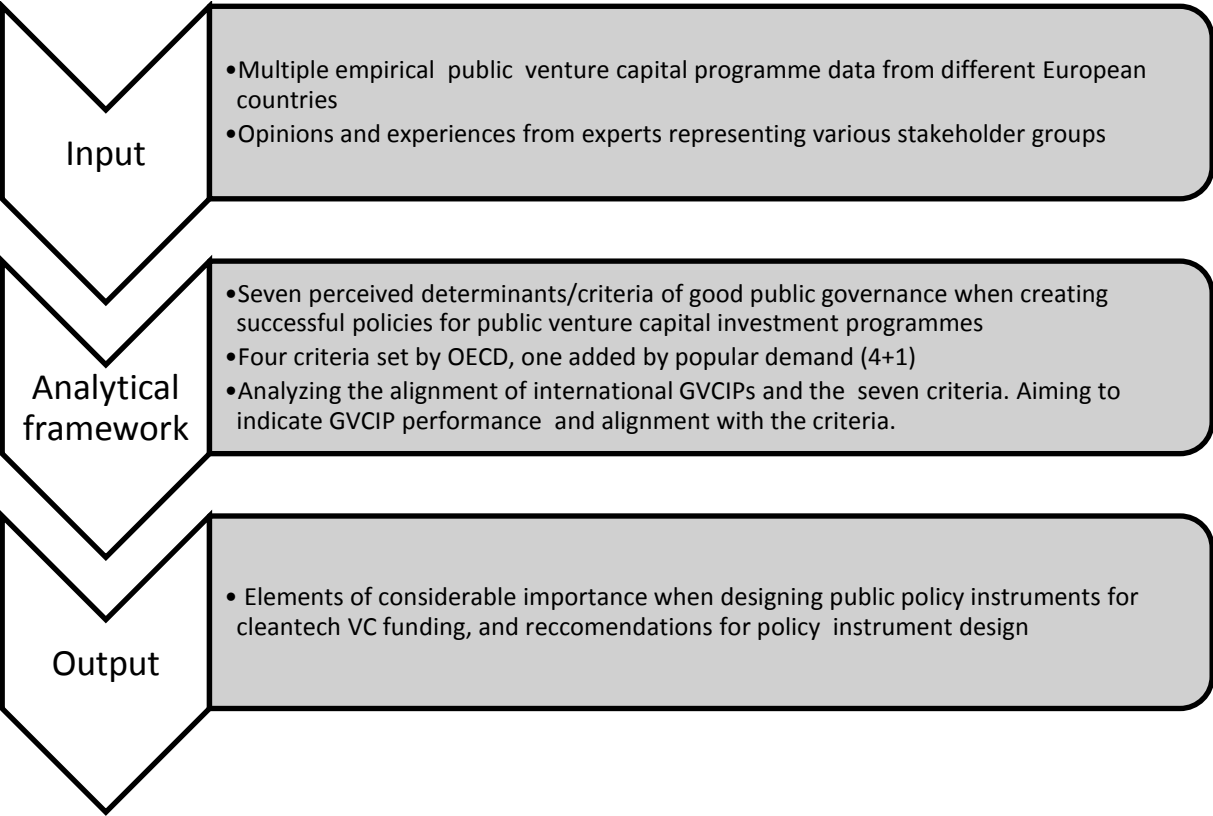 Input
•Multiple empirical public venture capital programme data from different European
countries
•Opinions and experiences from experts representing various stakeholder groups
Analytical
framework
•Seven perceived determinants/criteria of good public governance when creating
successful policies for public venture capital investment programmes
•Four criteria set by OECD, one added by popular demand (4+1)
•Analyzing the alignment of international GVCIPs and the seven criteria. Aiming to
indicate GVCIP performance and alignment with the criteria.
Output
• Elements of considerable importance when designing public policy instruments for
cleantech VC funding, and reccomendations for policy instrument design